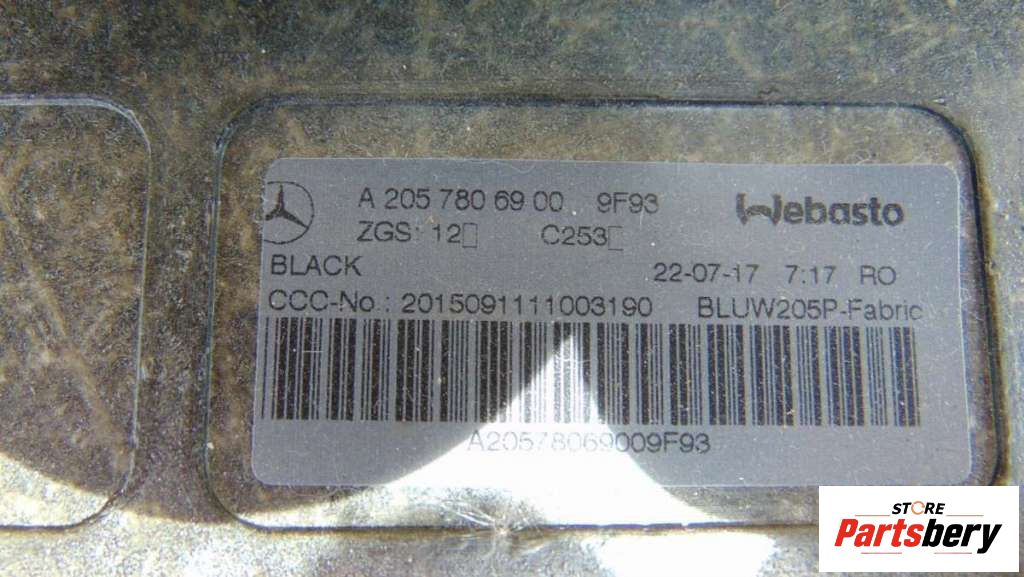 A 205 780 69 00 9F93 Webasto
ZGS: 12 C253
BLACK 22-07-17 7:17 RO
CCC-No.: 2015091111003190 BLUW205P-Fabric
A20578069009F93
STORE
Partsbery